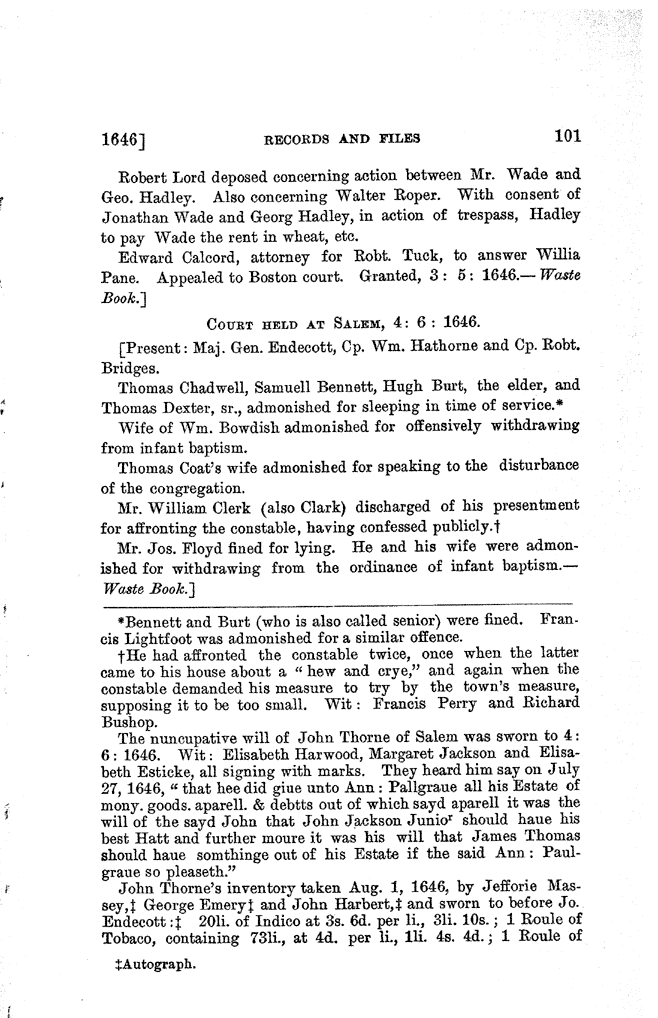 1646]	RECORDS AND FILES	101
Robert Lord deposed concerning action between Mr. Wade and
Geo. Hadley. Also concerning Walter Roper. With consent of
Jonathan Wade and Georg Hadley, in action of trespass, Hadley
to pay Wade the rent in wheat, etc.
Edward Calcord, attorney for Robt. Tuck, to answer Willia
Pane. Appealed to Boston court. Granted, 3 : 5 : 1646.—Waste
Book.]
COURT HELD AT SALEM, 4: 6 : 1646.
[Present : Maj. Gen. Endecott, Cp. Wm. Hathorne and Cp. Robt.
Bridges.
Thomas Chadwell, Samuell Bennett, Hugh Burt, the elder, and
Thomas Dexter, sr., admonished for sleeping in time of service.*
Wife of Wm. Bowdish admonished for offensively withdrawing
from infant baptism.
Thomas Coat's wife admonished for speaking to the disturbance
of the congregation.
Mr. William Clerk (also Clark) discharged of his presentment
for affronting the constable, having confessed publicly.†
Mr. Jos. Floyd fined for lying. He and his wife were admon-
ished for withdrawing from the ordinance of infant baptism.—
Waste Book.]
*Bennett and Burt (who is also called senior) were fined. Fran-
cis Lightfoot was admonished for a similar offence.
†He had affronted the constable twice, once when the latter
came to his house about a “ hew and crye,” and again when the
constable demanded his measure to try by the town's measure,
supposing it to be too small. Wit : Francis Perry and Richard
Bushop.
The nuncupative will of John Thorne of Salem was sworn to 4 :
6 : 1646. Wit : Elisabeth Harwood, Margaret Jackson and Elisa-
beth Esticke, all signing with marks. They heard him say on July
27, 1646, “ that hee did giue unto Ann : Pallgraue all his Estate of
mony. goods. aparell. & debtts out of which sayd aparell it was the
will of the sayd John that John Jackson Junioʳ should haue his
best Hatt and further moure it was his will that James Thomas
should haue somthinge out of his Estate if the said Ann : Paul-
graue so pleaseth.”
John Thorne's inventory taken Aug. 1, 1646, by Jefforie Mas-
sey,‡ George Emery‡ and John Harbert,‡ and sworn to before Jo.
Endecott :‡ 20li. of Indico at 3s. 6d. per li., 3li. 10s. ; 1 Roule of
Tobaco, containing 73li., at 4d. per li., 1li. 4s. 4d. ; 1 Roule of
‡Autograph.